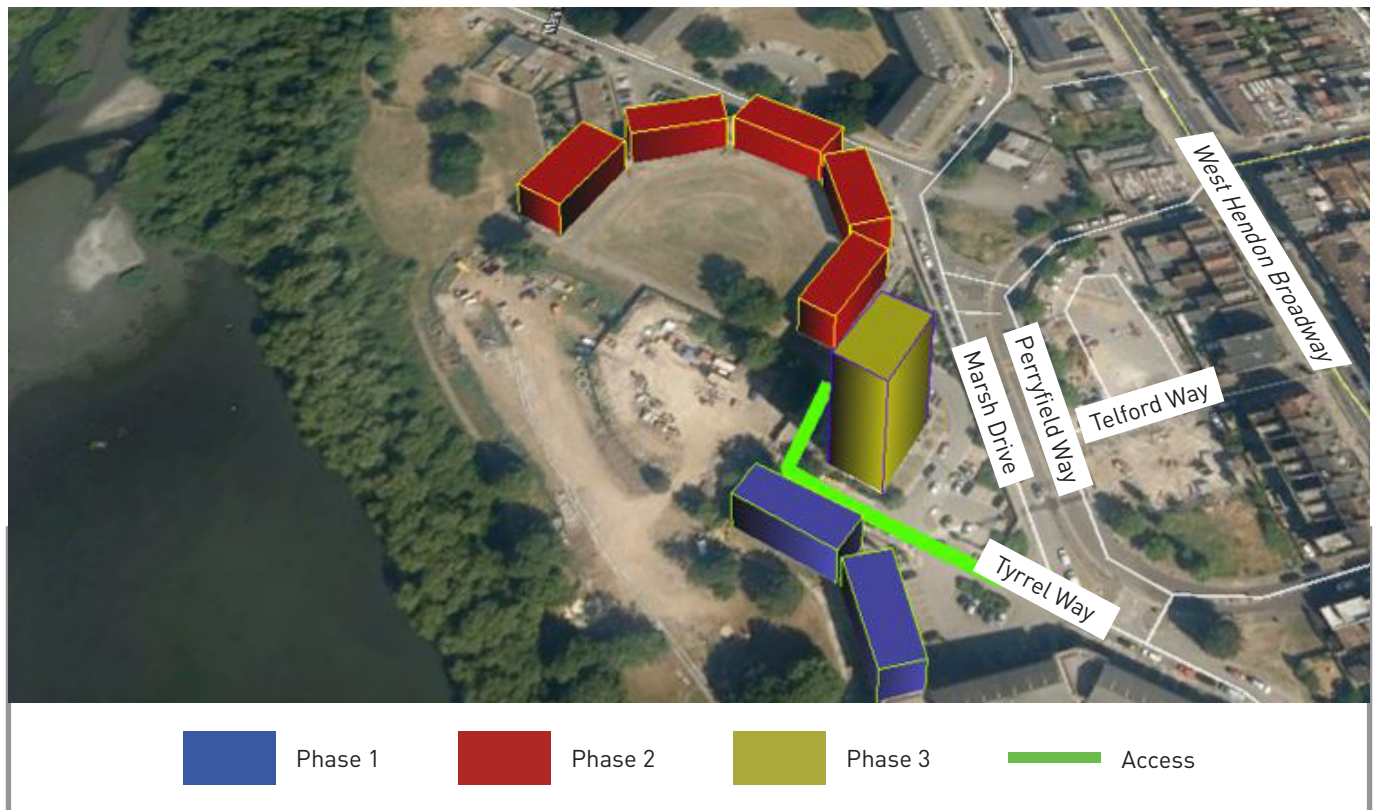 West Hendon Broadway
Marsh Drive
Perryfield Way
Telford Way
Tyrrel Way
Phase 1
Phase 2
Phase 3
Access